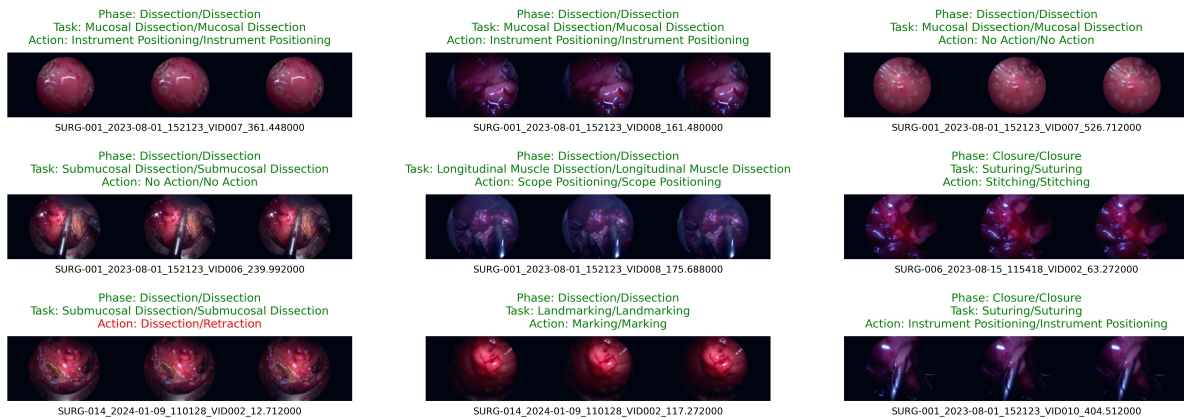 Phase: Dissection/Dissection
Task: Mucosal Dissection/Mucosal Dissection
Action: Instrument Positioning/Instrument Positioning
SURG-001_2023-08-01_152123_VID007_361.448000
Phase: Dissection/Dissection
Task: Mucosal Dissection/Mucosal Dissection
Action: Instrument Positioning/Instrument Positioning
SURG-001_2023-08-01_152123_VID008_161.480000
Phase: Dissection/Dissection
Task: Mucosal Dissection/Mucosal Dissection
Action: No Action/No Action
SURG-001_2023-08-01_152123_VID007_526.712000
Phase: Dissection/Dissection
Task: Submucosal Dissection/Submucosal Dissection
Action: No Action/No Action
SURG-001_2023-08-01_152123_VID006_239.992000
Phase: Dissection/Dissection
Task: Longitudinal Muscle Dissection/Longitudinal Muscle Dissection
Action: Scope Positioning/Scope Positioning
SURG-001_2023-08-01_152123_VID008_175.688000
Phase: Closure/Closure
Task: Suturing/Suturing
Action: Stitching/Stitching
SURG-006_2023-08-15_115418_VID002_63.272000
Phase: Dissection/Dissection
Task: Submucosal Dissection/Submucosal Dissection
Action: Dissection/Retraction
SURG-014_2024-01-09_110128_VID002_12.712000
Phase: Dissection/Dissection
Task: Landmarking/Landmarking
Action: Marking/Marking
SURG-014_2024-01-09_110128_VID002_117.272000
Phase: Closure/Closure
Task: Suturing/Suturing
Action: Instrument Positioning/Instrument Positioning
SURG-001_2023-08-01_152123_VID010_404.512000